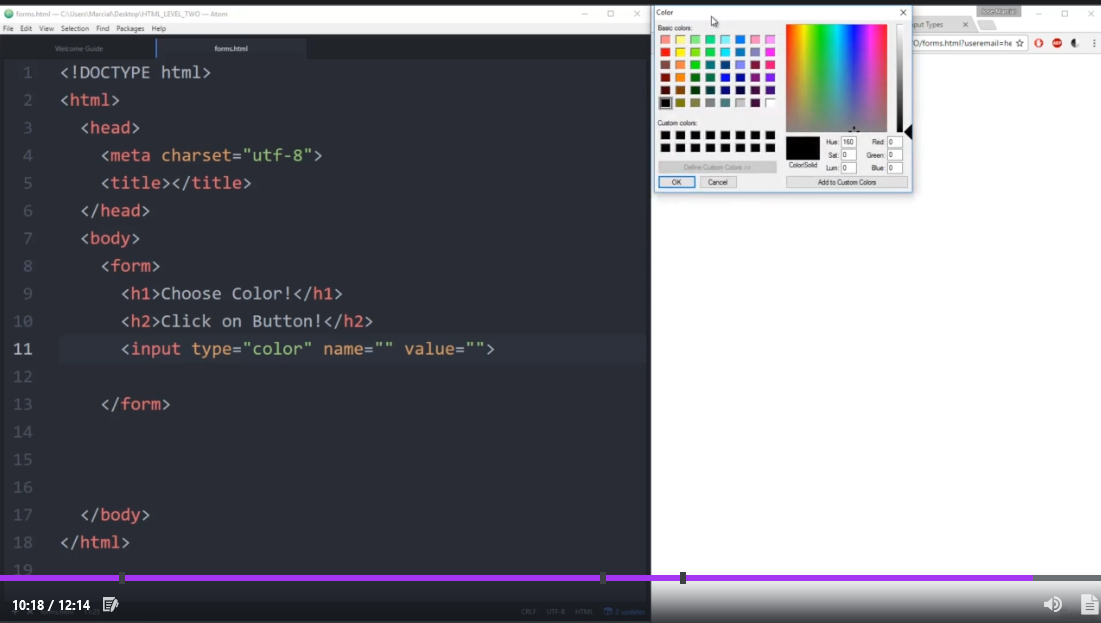 forms.html — C:\Users\Marcial\Desktop\HTML_LEVEL_TWO — Atom
File Edit View Selection Find Packages Help
Welcome Guide
forms.html
1 <!DOCTYPE html>
2 <html>
3 <head>
4 <meta charset="utf-8">
5 <title></title>
6 </head>
7 <body>
8 <form>
9 <h1>Choose Color!</h1>
10 <h2>Click on Button!</h2>
11 <input type="color" name="" value="">
12
13 </form>
14
15
16
17 </body>
18 </html>
19
CRLF UTF-8 HTML 2 updates
Color
Basic colors:
Custom colors:
Define Custom Colors >>
OK Cancel
Color|Solid
Hue: 160 Red: 0
Sat: 0 Green: 0
Lum: 0 Blue: 0
Add to Custom Colors
Jose Marcial
put Types
O/forms.html?useremail=he
ABP
10:18 / 12:14